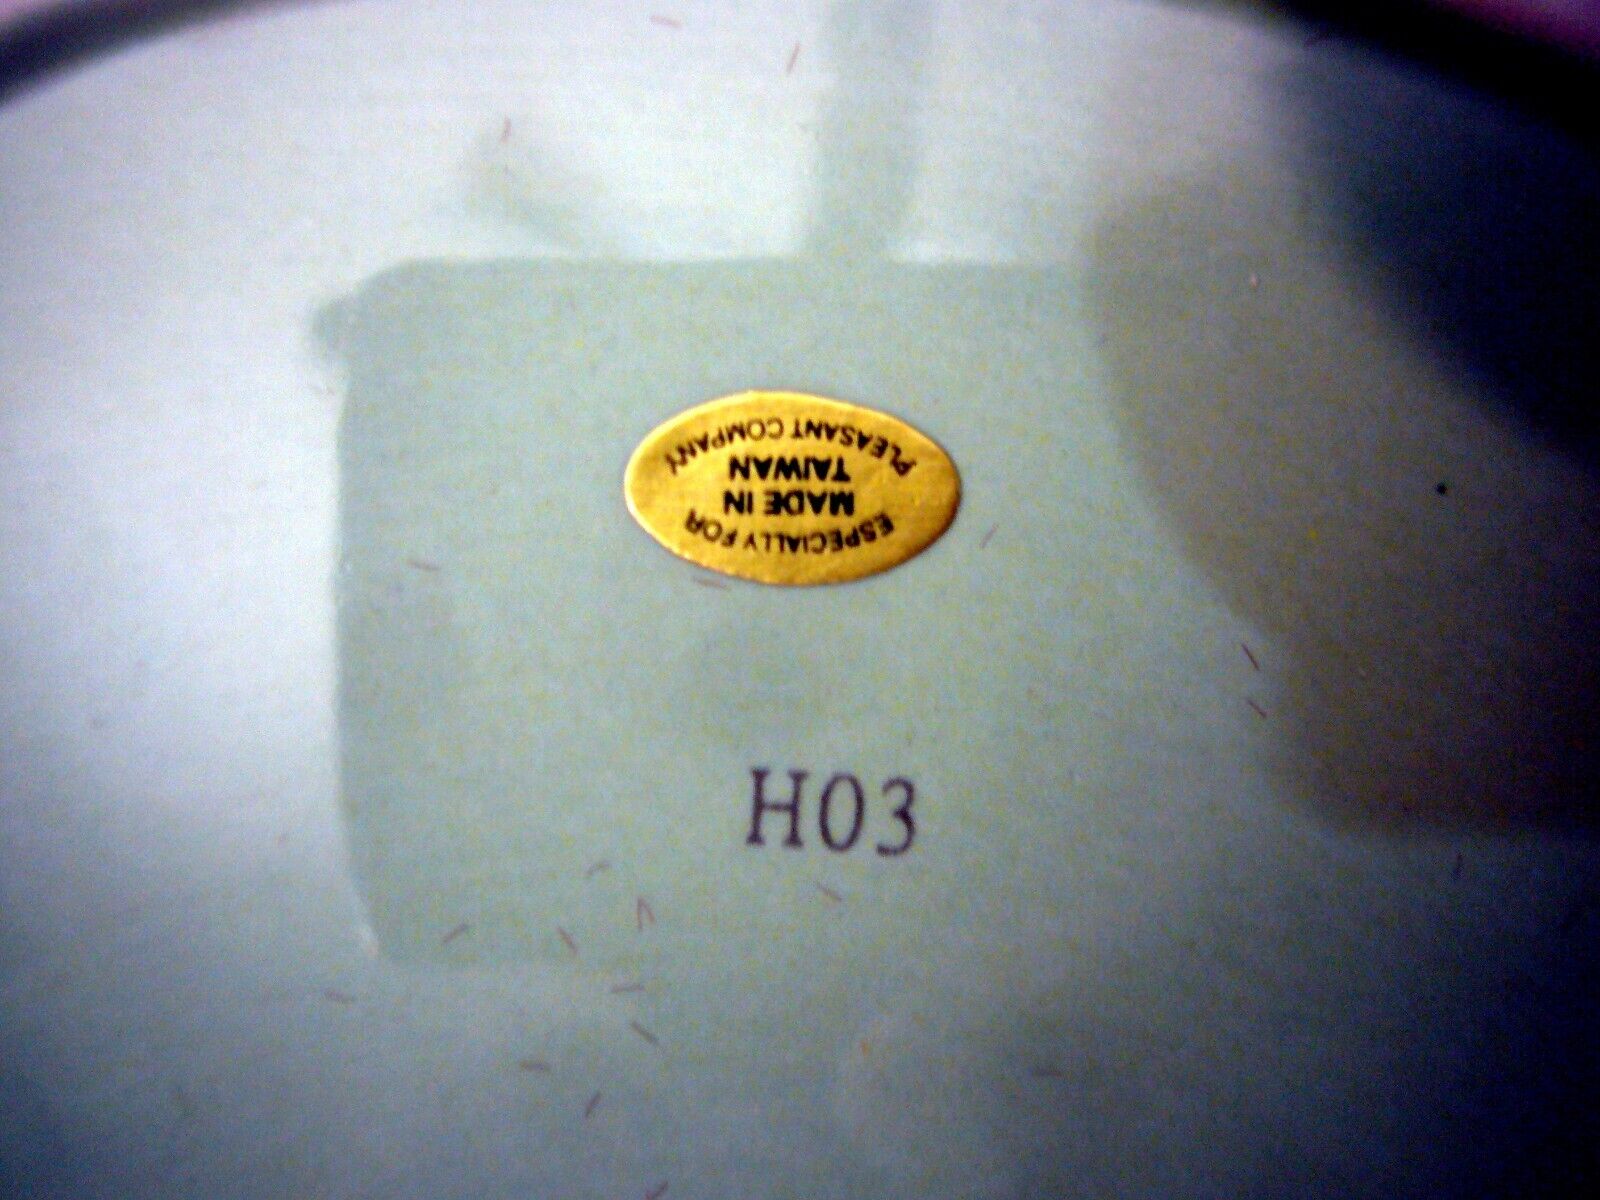 ESPECIALLY FOR
MADE IN
TAIWAN
PLEASANT COMPANY
H03